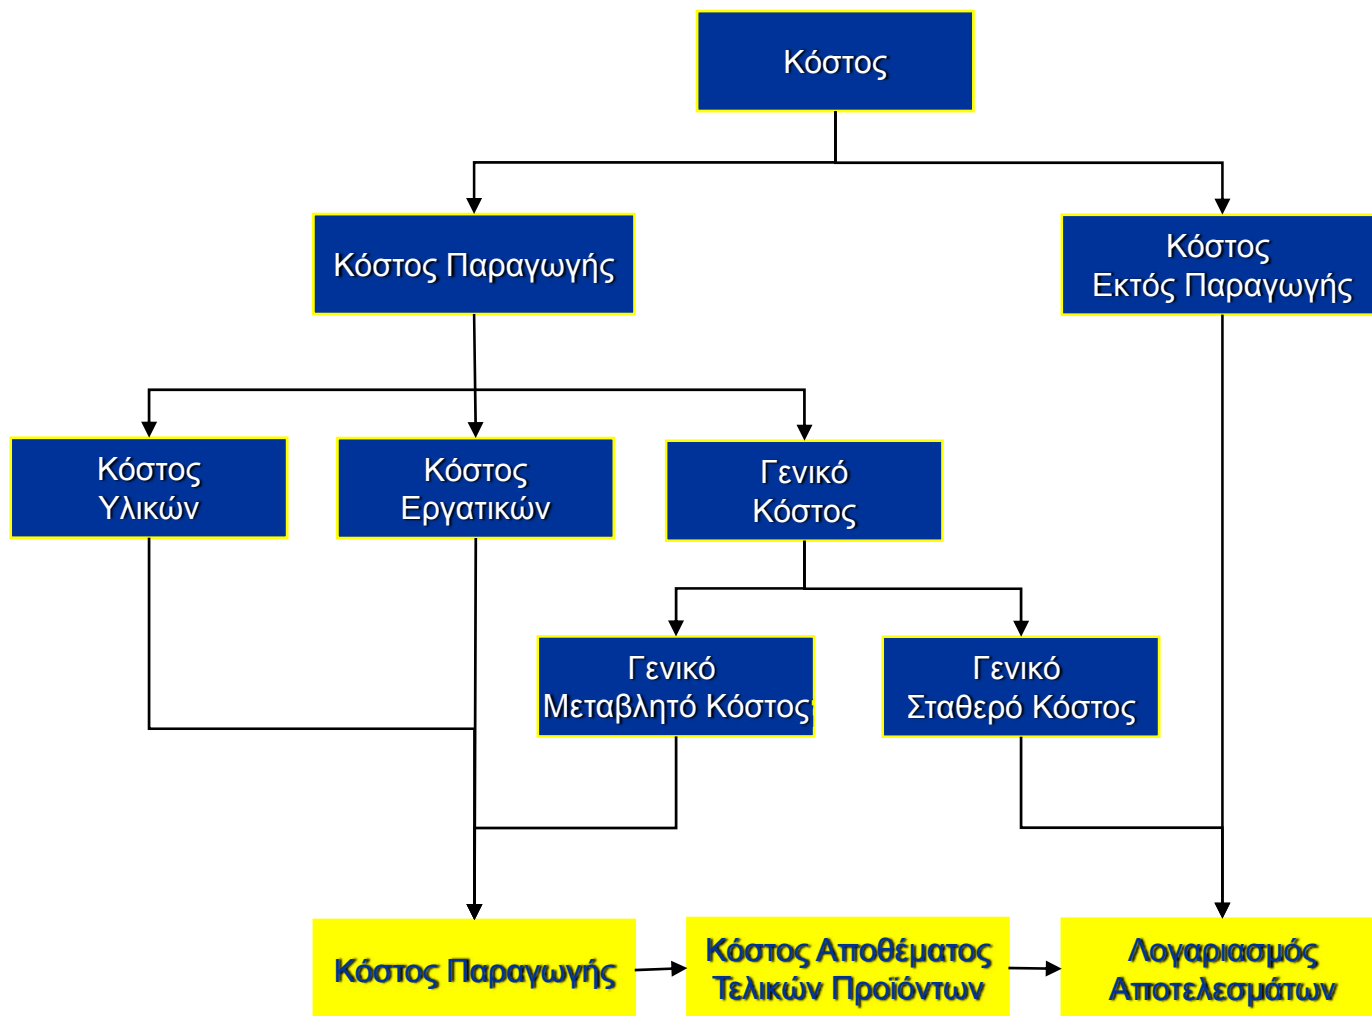 Κόστος
Κόστος Παραγωγής
Κόστος
Εκτός Παραγωγής
Κόστος
Υλικών
Κόστος
Εργατικών
Γενικό
Κόστος
Γενικό
Μεταβλητό Κόστος
Γενικό
Σταθερό Κόστος
Κόστος Παραγωγής
Κόστος Αποθέματος
Τελικών Προϊόντων
Λογαριασμός
Αποτελεσμάτων